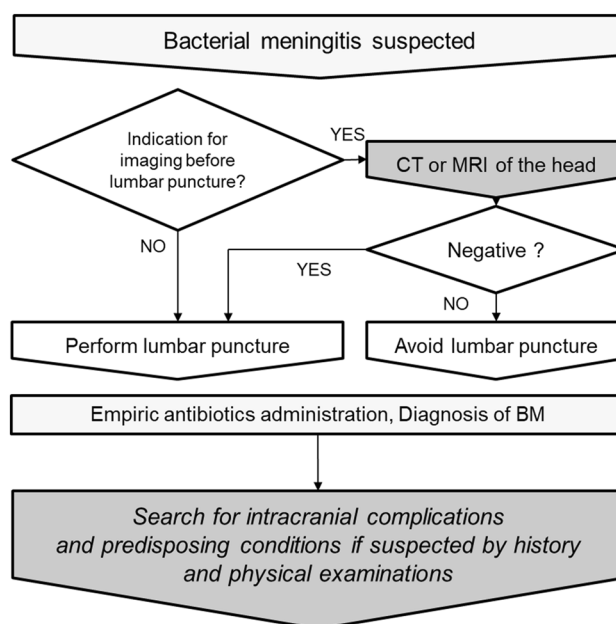 Bacterial meningitis suspected
Indication for
imaging before
lumbar puncture?
YES
CT or MRI of the head
NO
Negative ?
YES
NO
Perform lumbar puncture
Avoid lumbar puncture
Empiric antibiotics administration, Diagnosis of BM
Search for intracranial complications
and predisposing conditions if suspected by history
and physical examinations